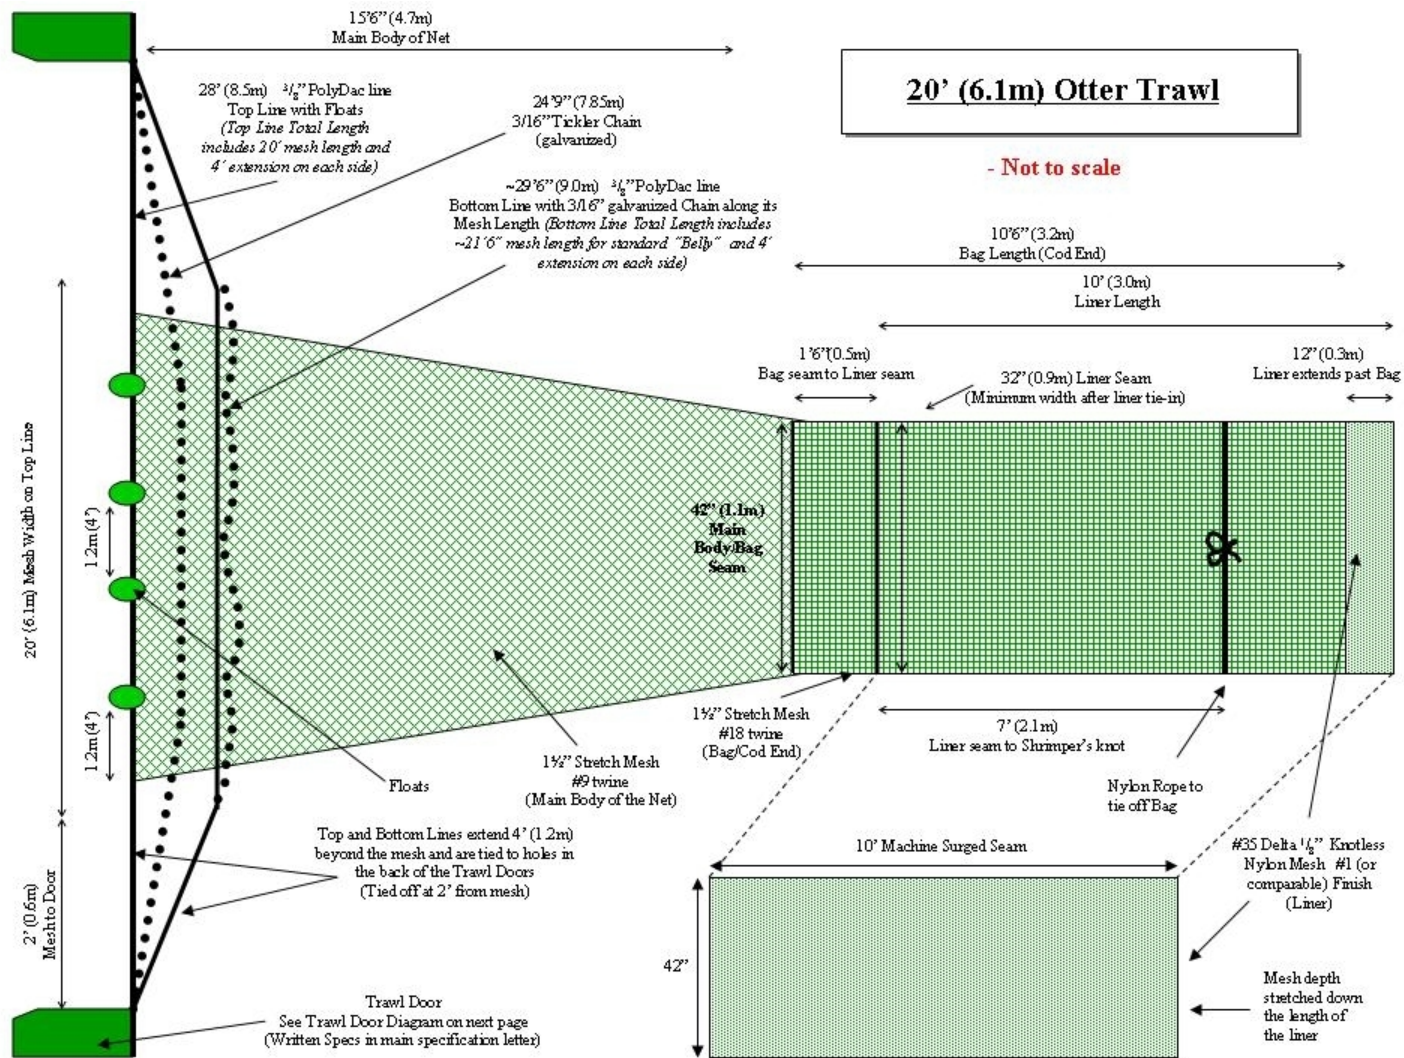 15'6" (4.7m)
Main Body of Net
20' (6.1m) Otter Trawl
- Not to scale
28' (8.5m) 3/8" PolyDac line
Top Line with Floats
(Top Line Total Length
includes 20' mesh length and
4' extension on each side)
24'9" (7.85m)
3/16" Tickler Chain
(galvanized)
~29'6" (9.0m) 3/8" PolyDac line
Bottom Line with 3/16" galvanized Chain along its
Mesh Length (Bottom Line Total Length includes
~21'6" mesh length for standard "Belly" and 4'
extension on each side)
10'6" (3.2m)
Bag Length (Cod End)
10' (3.0m)
Liner Length
1'6"(0.5m)
Bag seam to Liner seam
32" (0.9m) Liner Seam
(Minimum width after liner tie-in)
12" (0.3m)
Liner extends past Bag
20' (6.1m) Mesh Width on Top Line
1.2m (4')
1.2m (4')
42" (1.1m)
Main
Body/Bag
Seam
1½" Stretch Mesh
#18 twine
(Bag/Cod End)
7' (2.1m)
Liner seam to Shrimper's knot
1½" Stretch Mesh
#9 twine
(Main Body of the Net)
Floats
Nylon Rope to
tie off Bag
Top and Bottom Lines extend 4' (1.2m)
beyond the mesh and are tied to holes in
the back of the Trawl Doors
(Tied off at 2' from mesh)
2' (0.6m)
Mesh to Door
10' Machine Surged Seam
#35 Delta 1/8" Knotless
Nylon Mesh #1 (or
comparable) Finish
(Liner)
42"
Mesh depth
stretched down
the length of
the liner
Trawl Door
See Trawl Door Diagram on next page
(Written Specs in main specification letter)